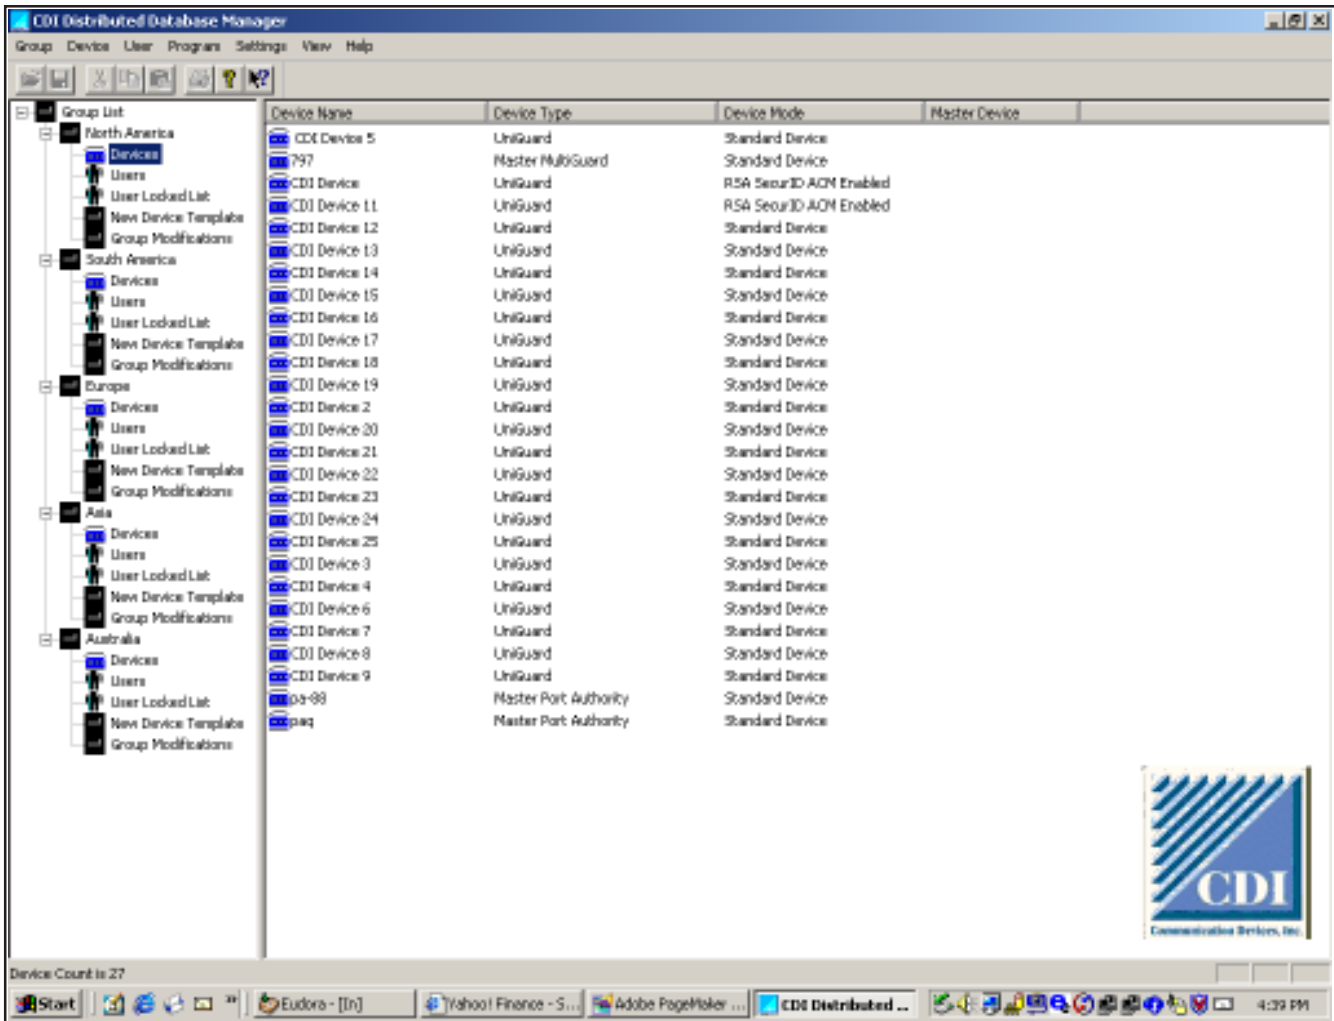 CDI Distributed Database Manager
Group Device User Program Settings View Help
Group List
North America
Devices
Users
User Locked List
New Device Template
Group Modifications
South America
Devices
Users
User Locked List
New Device Template
Group Modifications
Europe
Devices
Users
User Locked List
New Device Template
Group Modifications
Asia
Devices
Users
User Locked List
New Device Template
Group Modifications
Australia
Devices
Users
User Locked List
New Device Template
Group Modifications
Device Name Device Type Device Mode Master Device
CDI Device 5 UniGuard Standard Device
797 Master MultiGuard Standard Device
CDI Device UniGuard RSA SecurID ACM Enabled
CDI Device 11 UniGuard RSA SecurID ACM Enabled
CDI Device 12 UniGuard Standard Device
CDI Device 13 UniGuard Standard Device
CDI Device 14 UniGuard Standard Device
CDI Device 15 UniGuard Standard Device
CDI Device 16 UniGuard Standard Device
CDI Device 17 UniGuard Standard Device
CDI Device 18 UniGuard Standard Device
CDI Device 19 UniGuard Standard Device
CDI Device 2 UniGuard Standard Device
CDI Device 20 UniGuard Standard Device
CDI Device 21 UniGuard Standard Device
CDI Device 22 UniGuard Standard Device
CDI Device 23 UniGuard Standard Device
CDI Device 24 UniGuard Standard Device
CDI Device 25 UniGuard Standard Device
CDI Device 3 UniGuard Standard Device
CDI Device 4 UniGuard Standard Device
CDI Device 6 UniGuard Standard Device
CDI Device 7 UniGuard Standard Device
CDI Device 8 UniGuard Standard Device
CDI Device 9 UniGuard Standard Device
pa-88 Master Port Authority Standard Device
paq Master Port Authority Standard Device
CDI
Communication Devices, Inc.
Device Count is 27
Start Eudora - [In] Yahoo! Finance - S... Adobe PageMaker ... CDI Distributed ... 4:39 PM